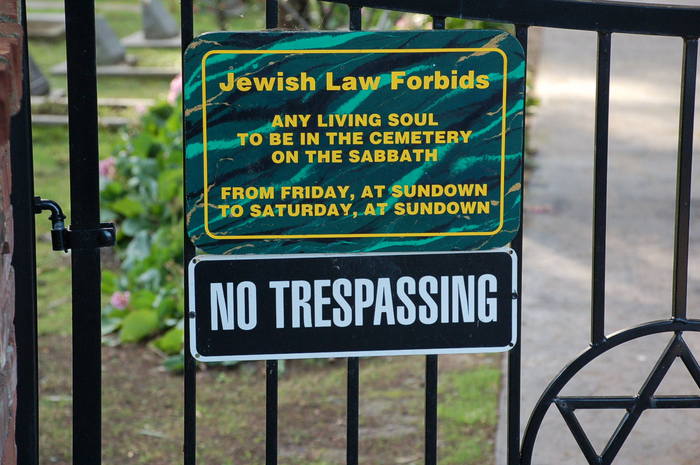 Jewish Law Forbids
ANY LIVING SOUL
TO BE IN THE CEMETERY
ON THE SABBATH
FROM FRIDAY, AT SUNDOWN
TO SATURDAY, AT SUNDOWN
NO TRESPASSING